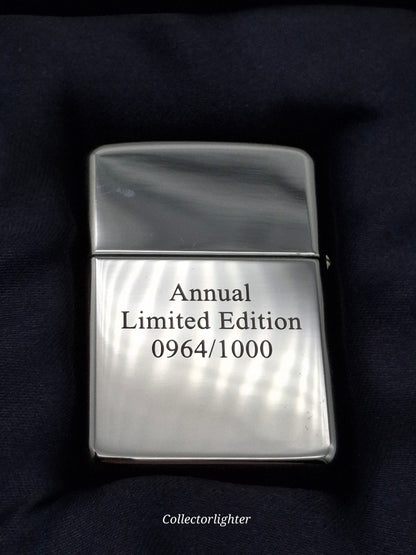 Annual
Limited Edition
0964/1000
Collectorlighter